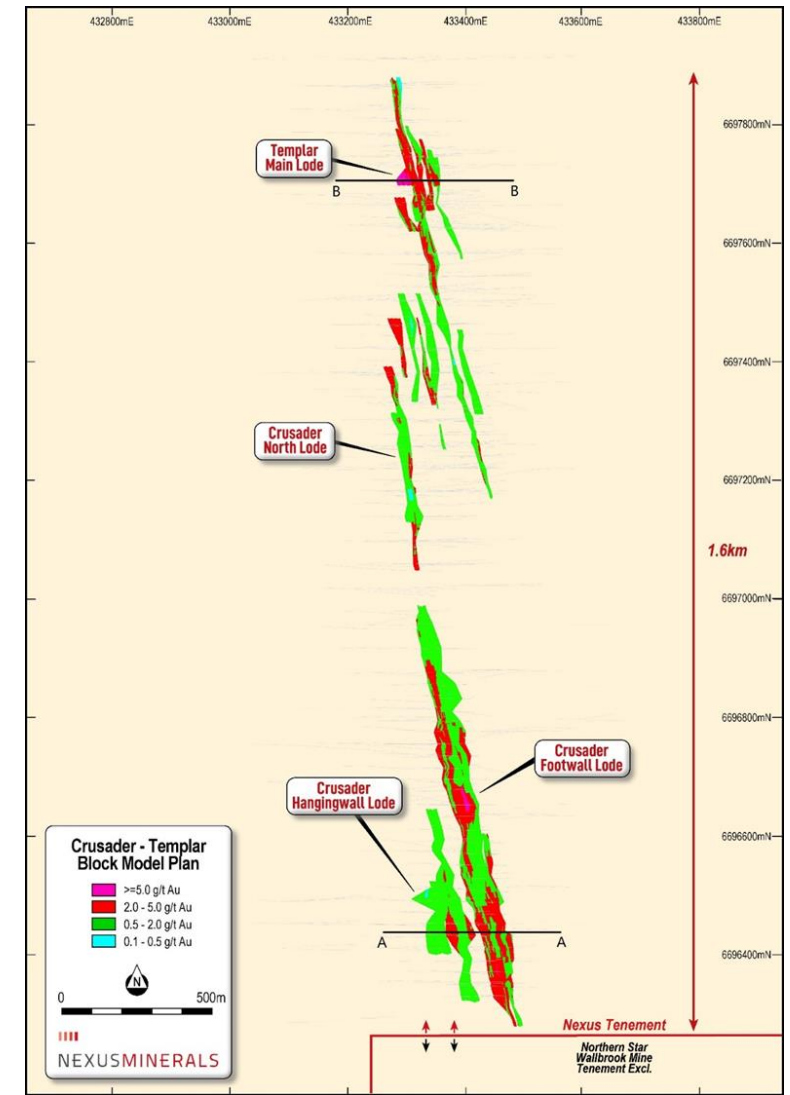 432800mE
433000mE
433200mE
433400mE
433600mE
433800mE
6697800mN
Templar
Main Lode
B
B
6697600mN
6697400mN
Crusader
North Lode
6697200mN
1.6km
6697000mN
6696800mN
Crusader
Footwall Lode
Crusader
Hangingwall Lode
6696600mN
Crusader - Templar
Block Model Plan
>=5.0 g/t Au
2.0 - 5.0 g/t Au
0.5 - 2.0 g/t Au
0.1 - 0.5 g/t Au
A
A
6696400mN
N
0
500m
NEXUSMINERALS
Nexus Tenement
Northern Star
Wallbrook Mine
Tenement Excl.